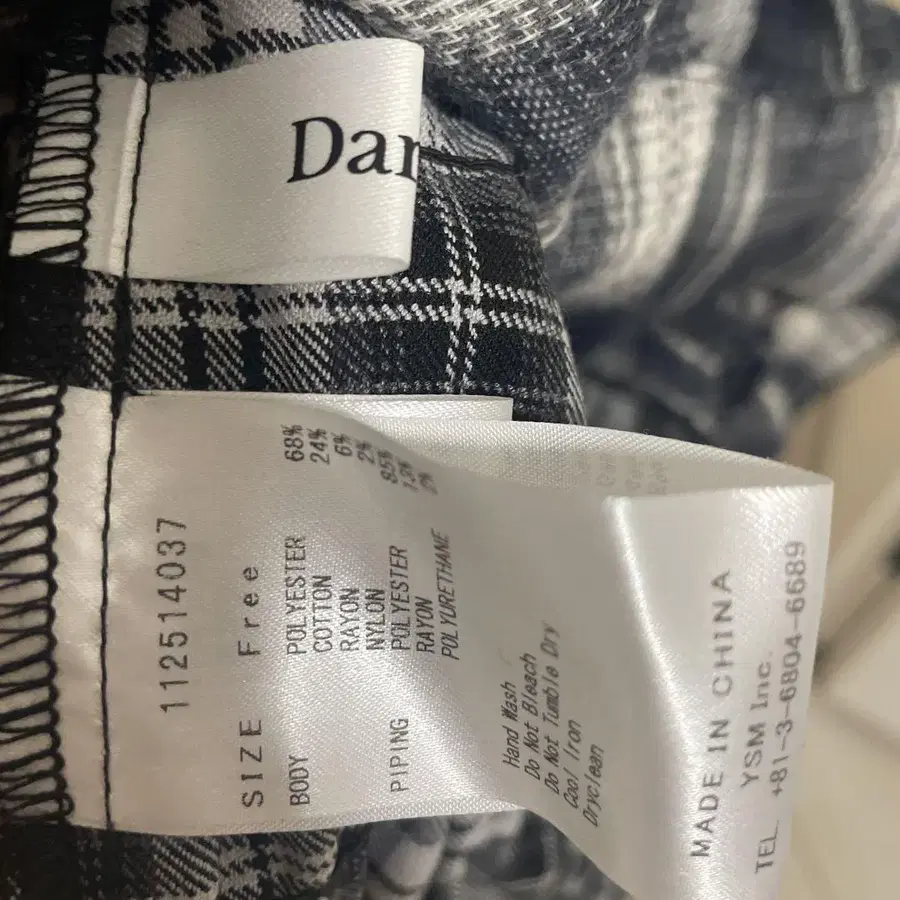 Dar
112514037
SIZE Free
BODY POLYESTER 68%
COTTON 24%
RAYON 6%
NYLON 2%
PIPING POLYESTER 85%
RAYON 13%
POLYURETHANE 2%
Hand Wash
Do Not Bleach
Do Not Tumble Dry
Cool Iron
Dryclean
MADE IN CHINA
YSM Inc.
TEL. +81-3-6804-6689